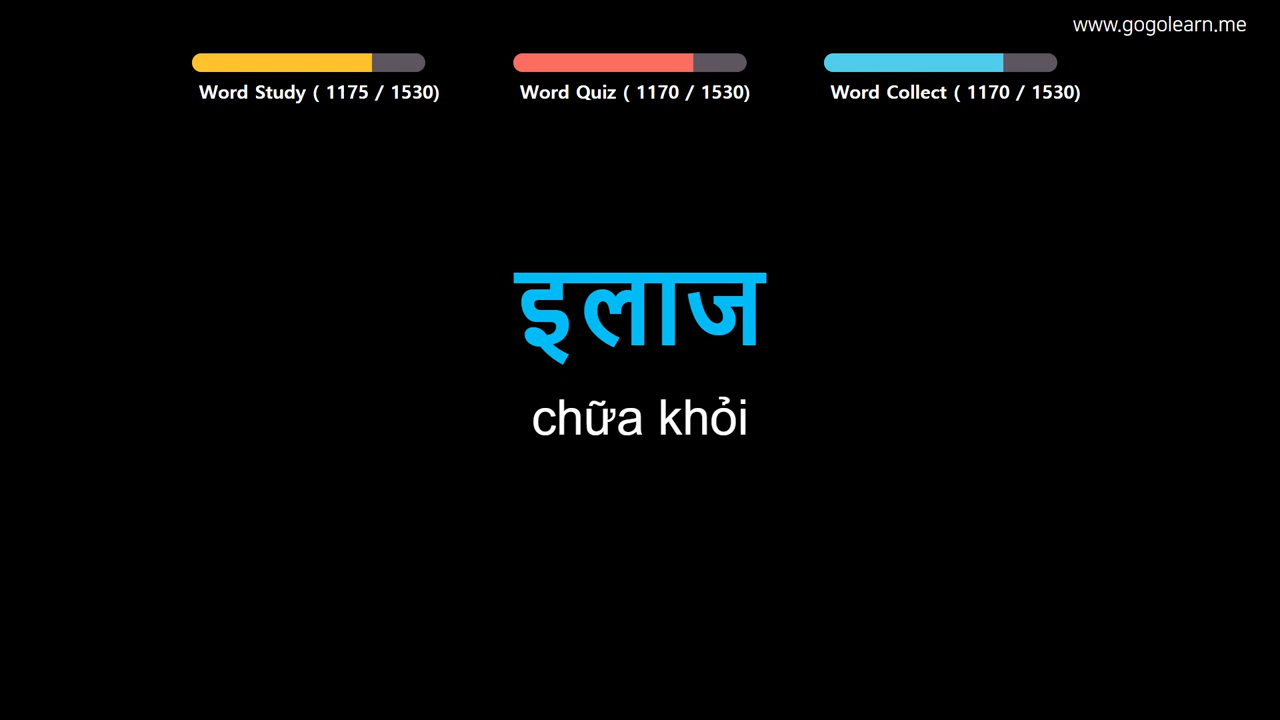 www.gogolearn.me
Word Study ( 1175 / 1530)
Word Quiz ( 1170 / 1530)
Word Collect ( 1170 / 1530)
इलाज
chữa khỏi